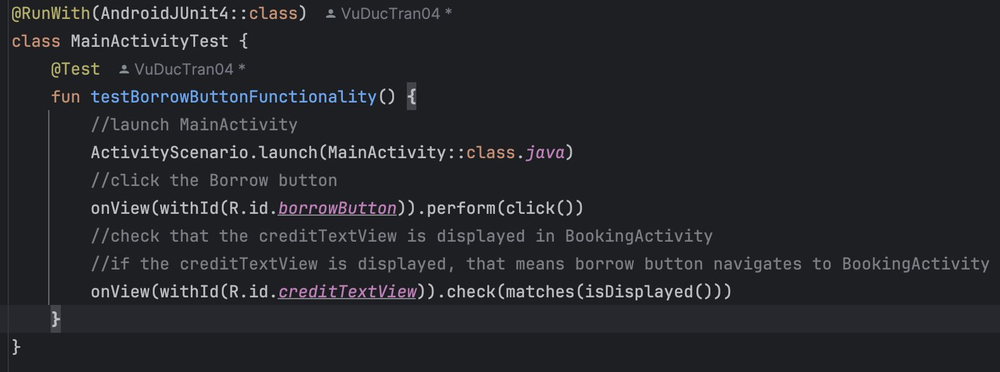 @RunWith(AndroidJUnit4::class) VuDucTran04 *
class MainActivityTest {
@Test VuDucTran04 *
fun testBorrowButtonFunctionality() {
//launch MainActivity
ActivityScenario.launch(MainActivity::class.java)
//click the Borrow button
onView(withId(R.id.borrowButton)).perform(click())
//check that the creditTextView is displayed in BookingActivity
//if the creditTextView is displayed, that means borrow button navigates to BookingActivity
onView(withId(R.id.creditTextView)).check(matches(isDisplayed()))
}
}